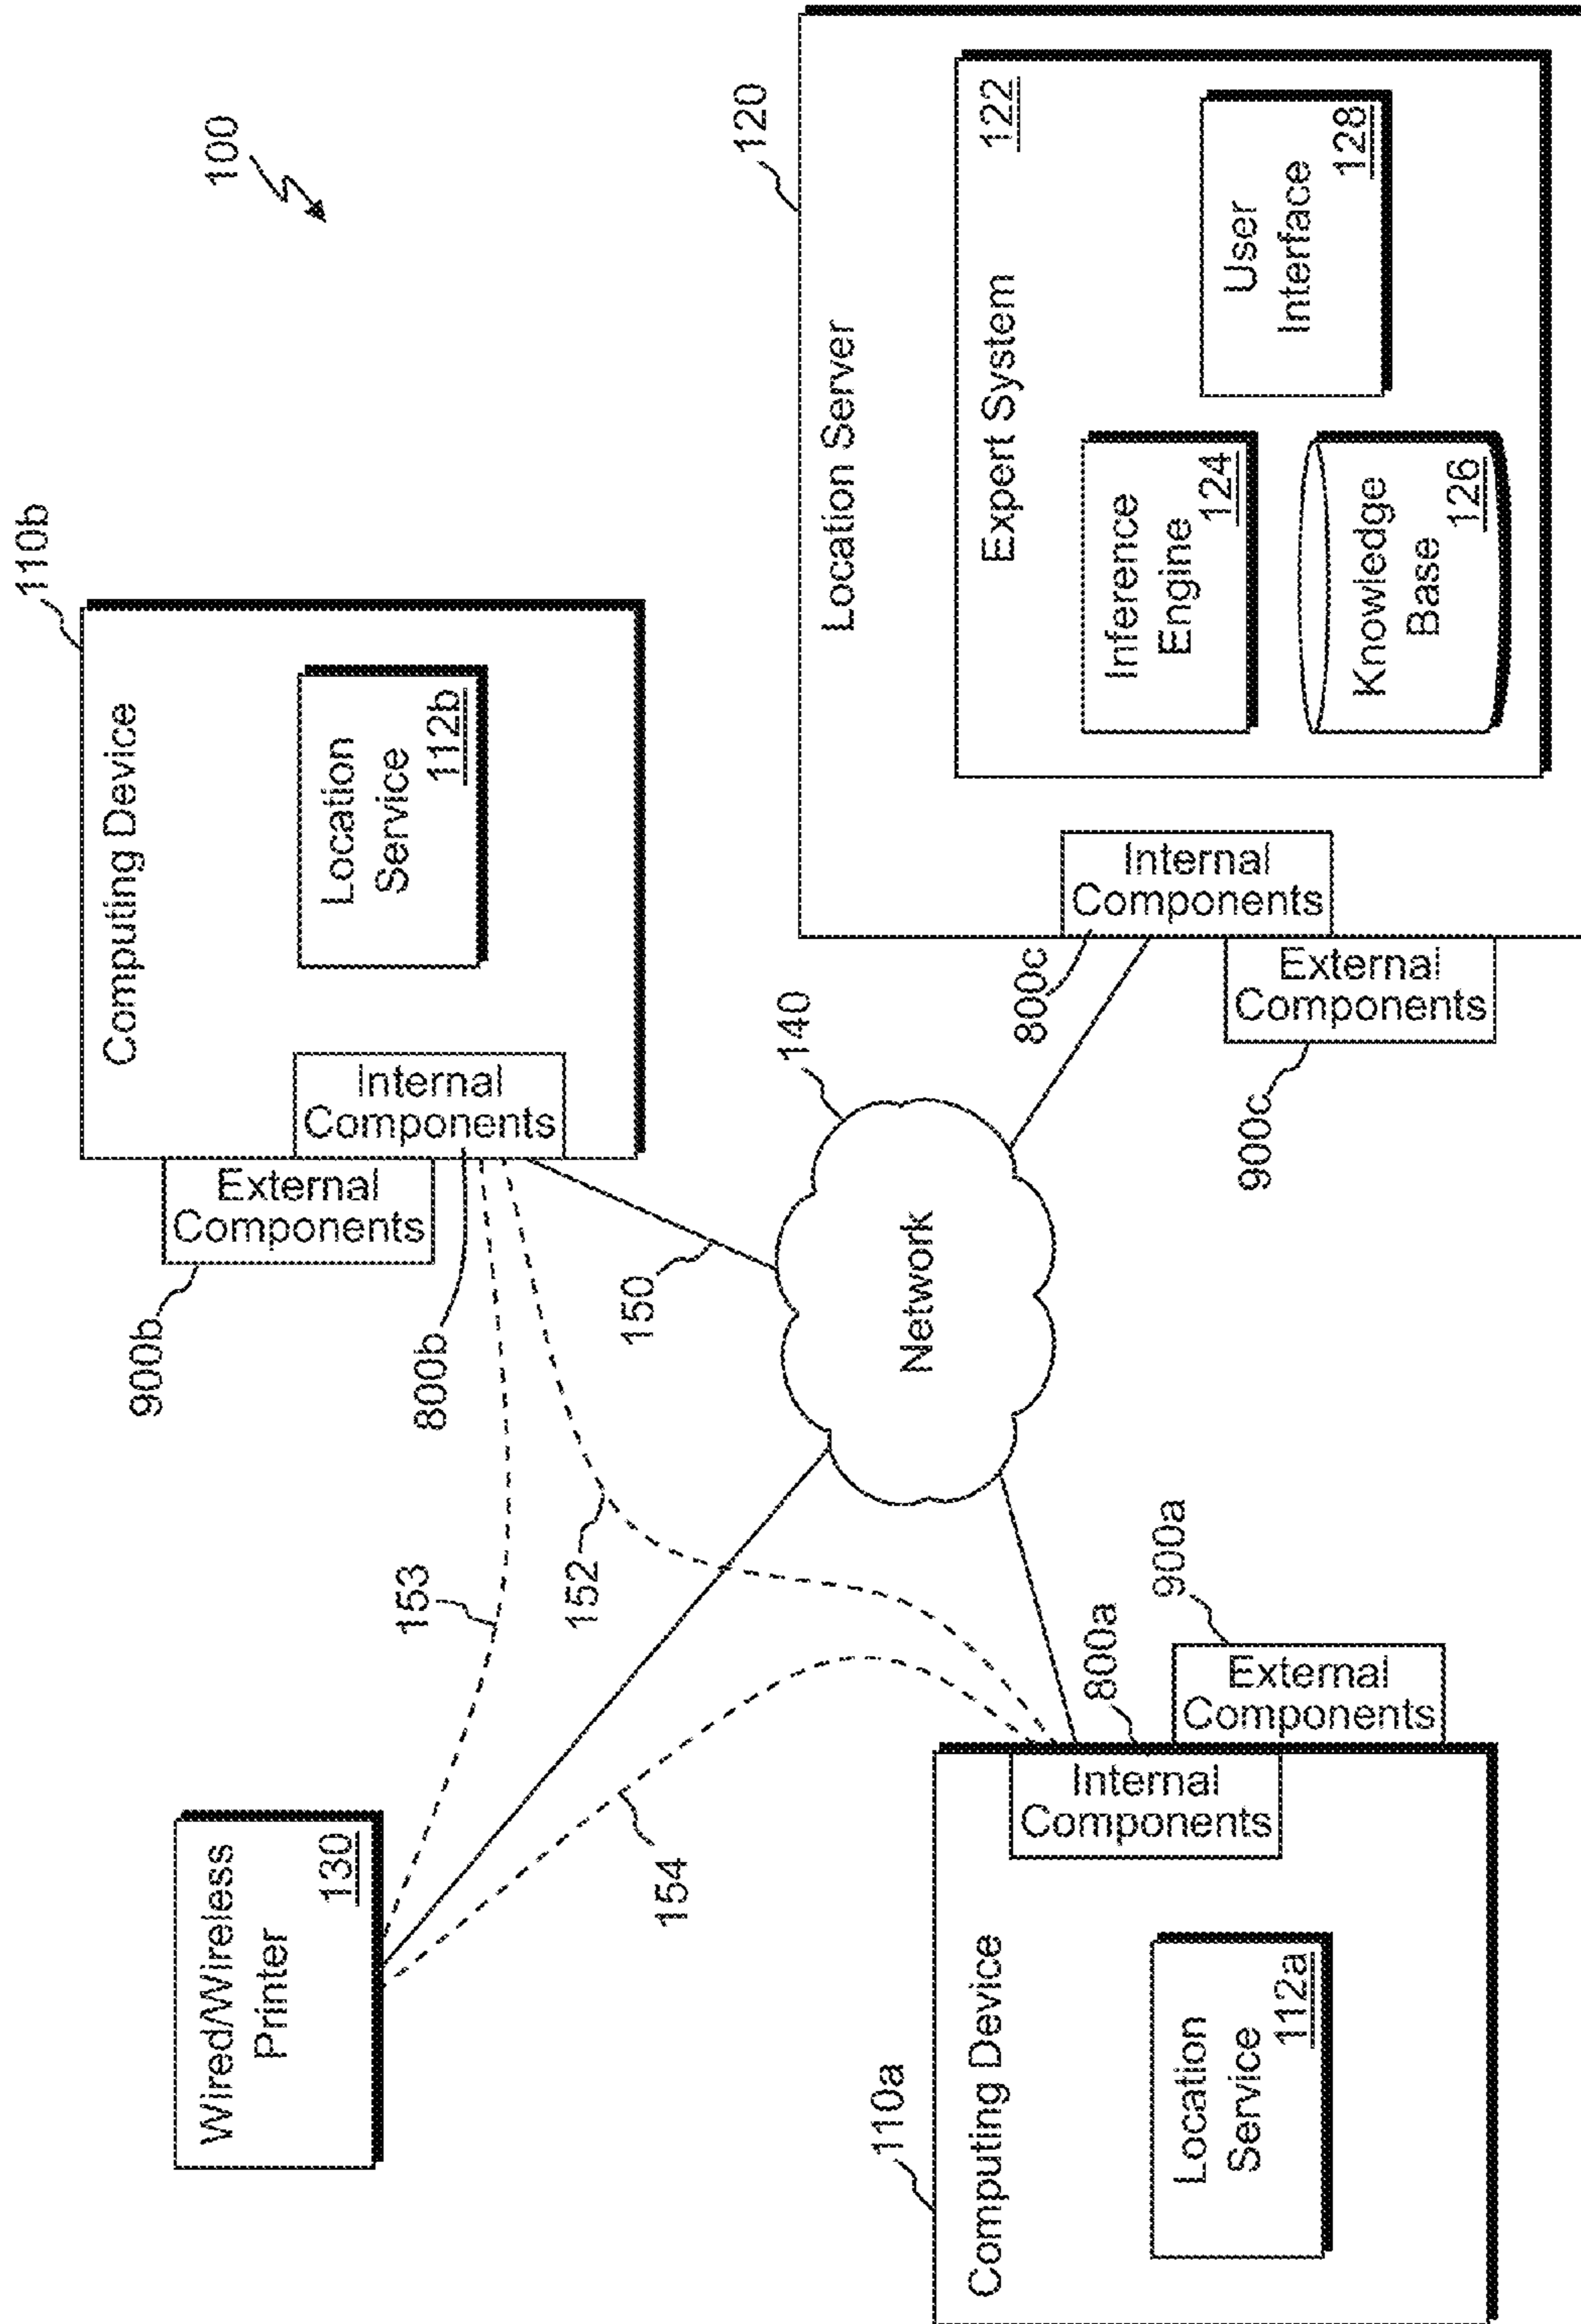 100
Wired/Wireless
Printer
130
153
154
152
150
900b
800b
External
Components
Internal
Components
Computing Device
110b
Location
Service
112b
110a
Computing Device
Location
Service
112a
Internal
Components
800a
External
Components
900a
Network
140
800c
900c
Internal
Components
External
Components
120
Location Server
Expert System
122
Inference
Engine
124
Knowledge
Base
126
User
Interface
128